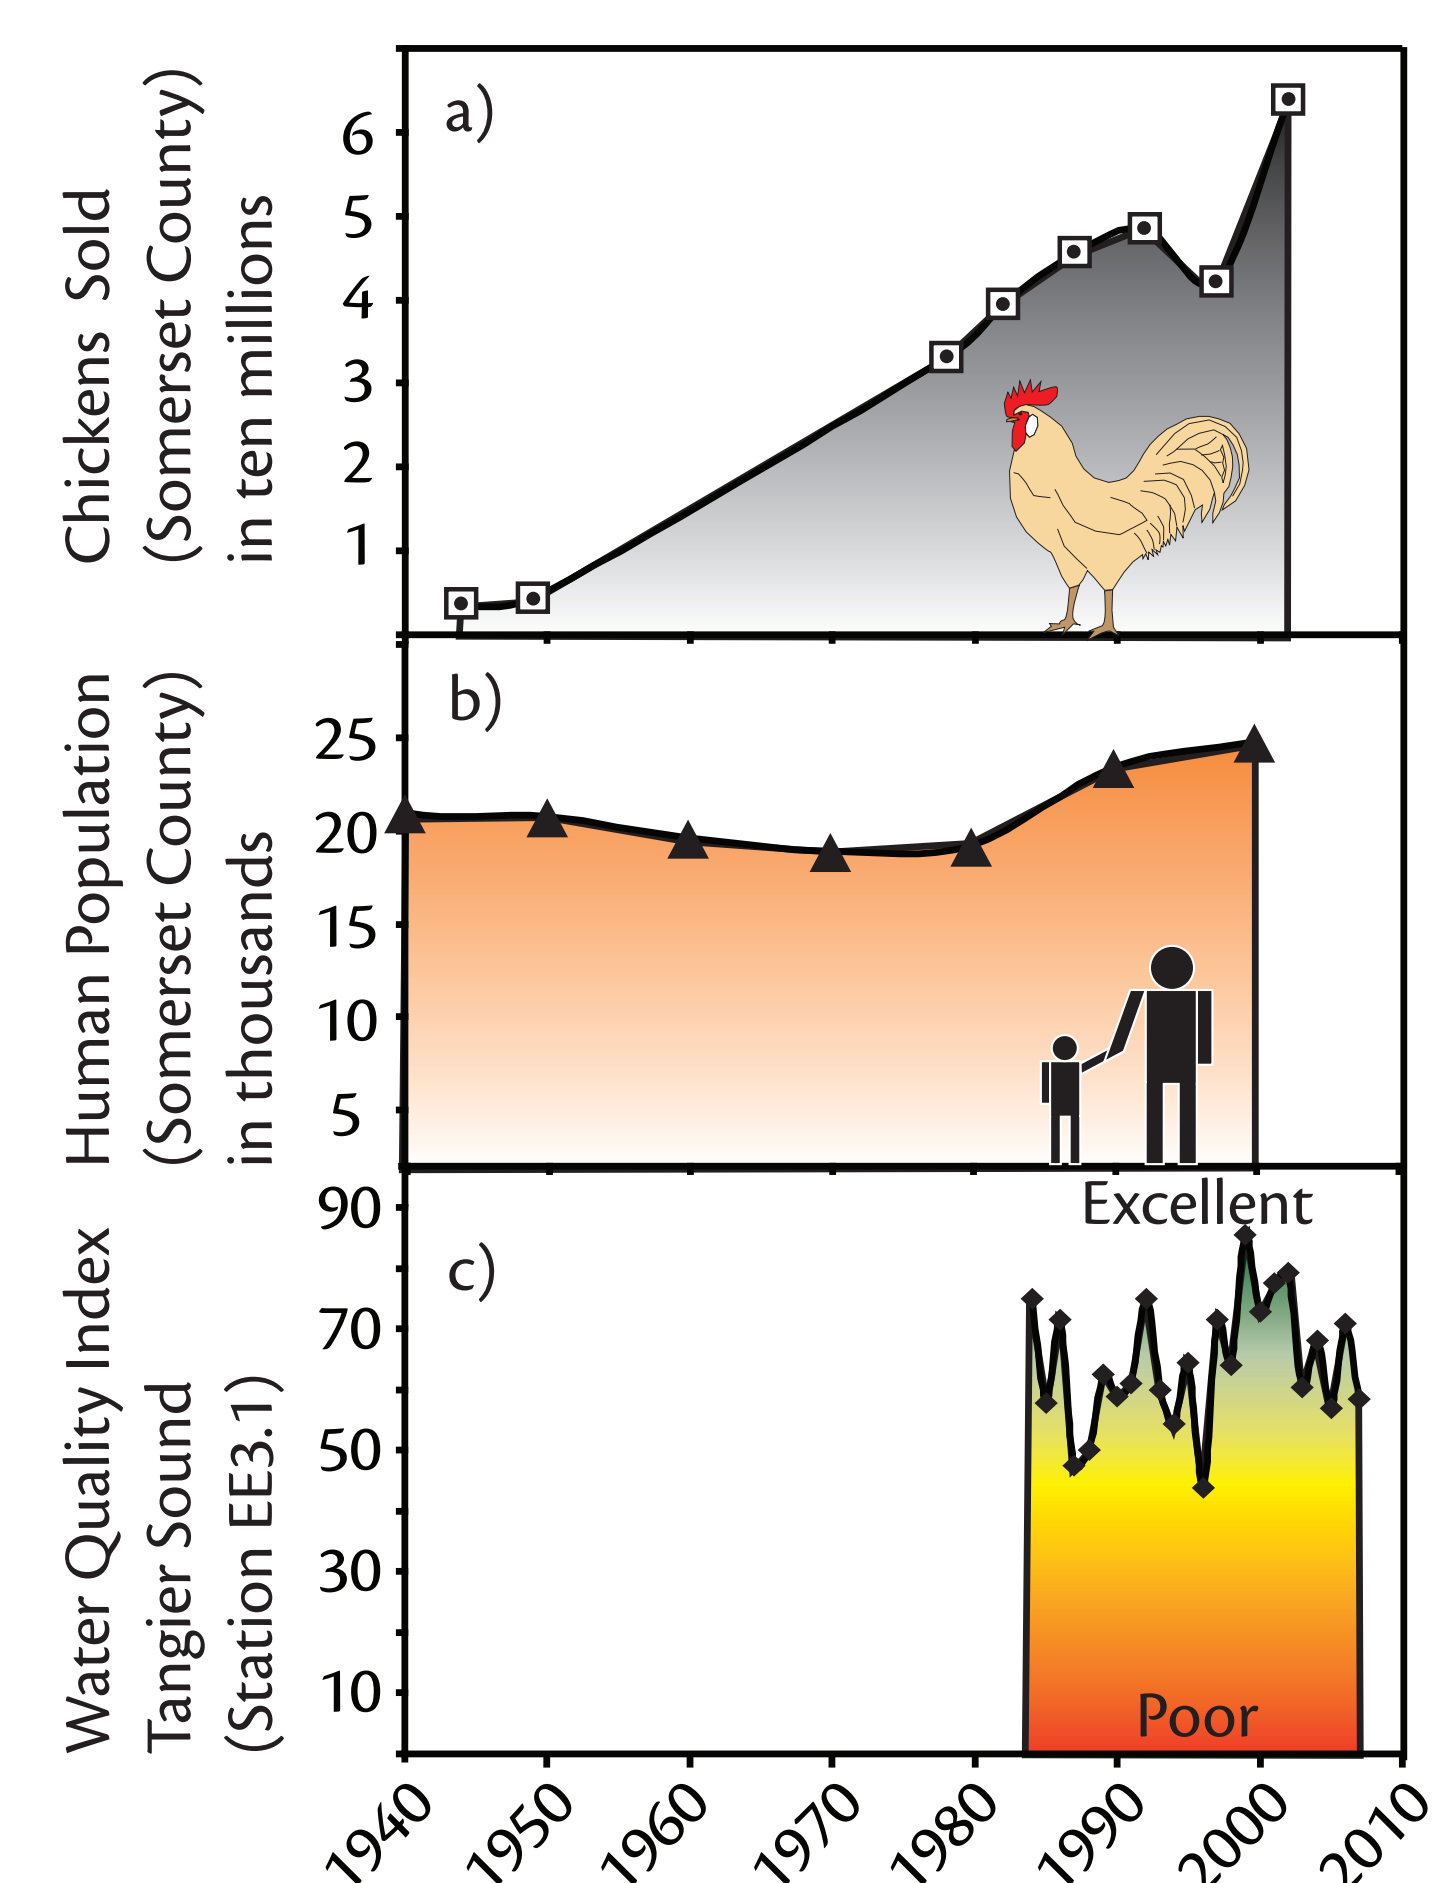 Chickens Sold
(Somerset County)
in ten millions
a)
6
5
4
3
2
1
Human Population
(Somerset County)
in thousands
b)
25
20
15
10
5
Water Quality Index
Tangier Sound
(Station EE3.1)
c)
90
70
50
30
10
Excellent
Poor
1940
1950
1960
1970
1980
1990
2000
2010